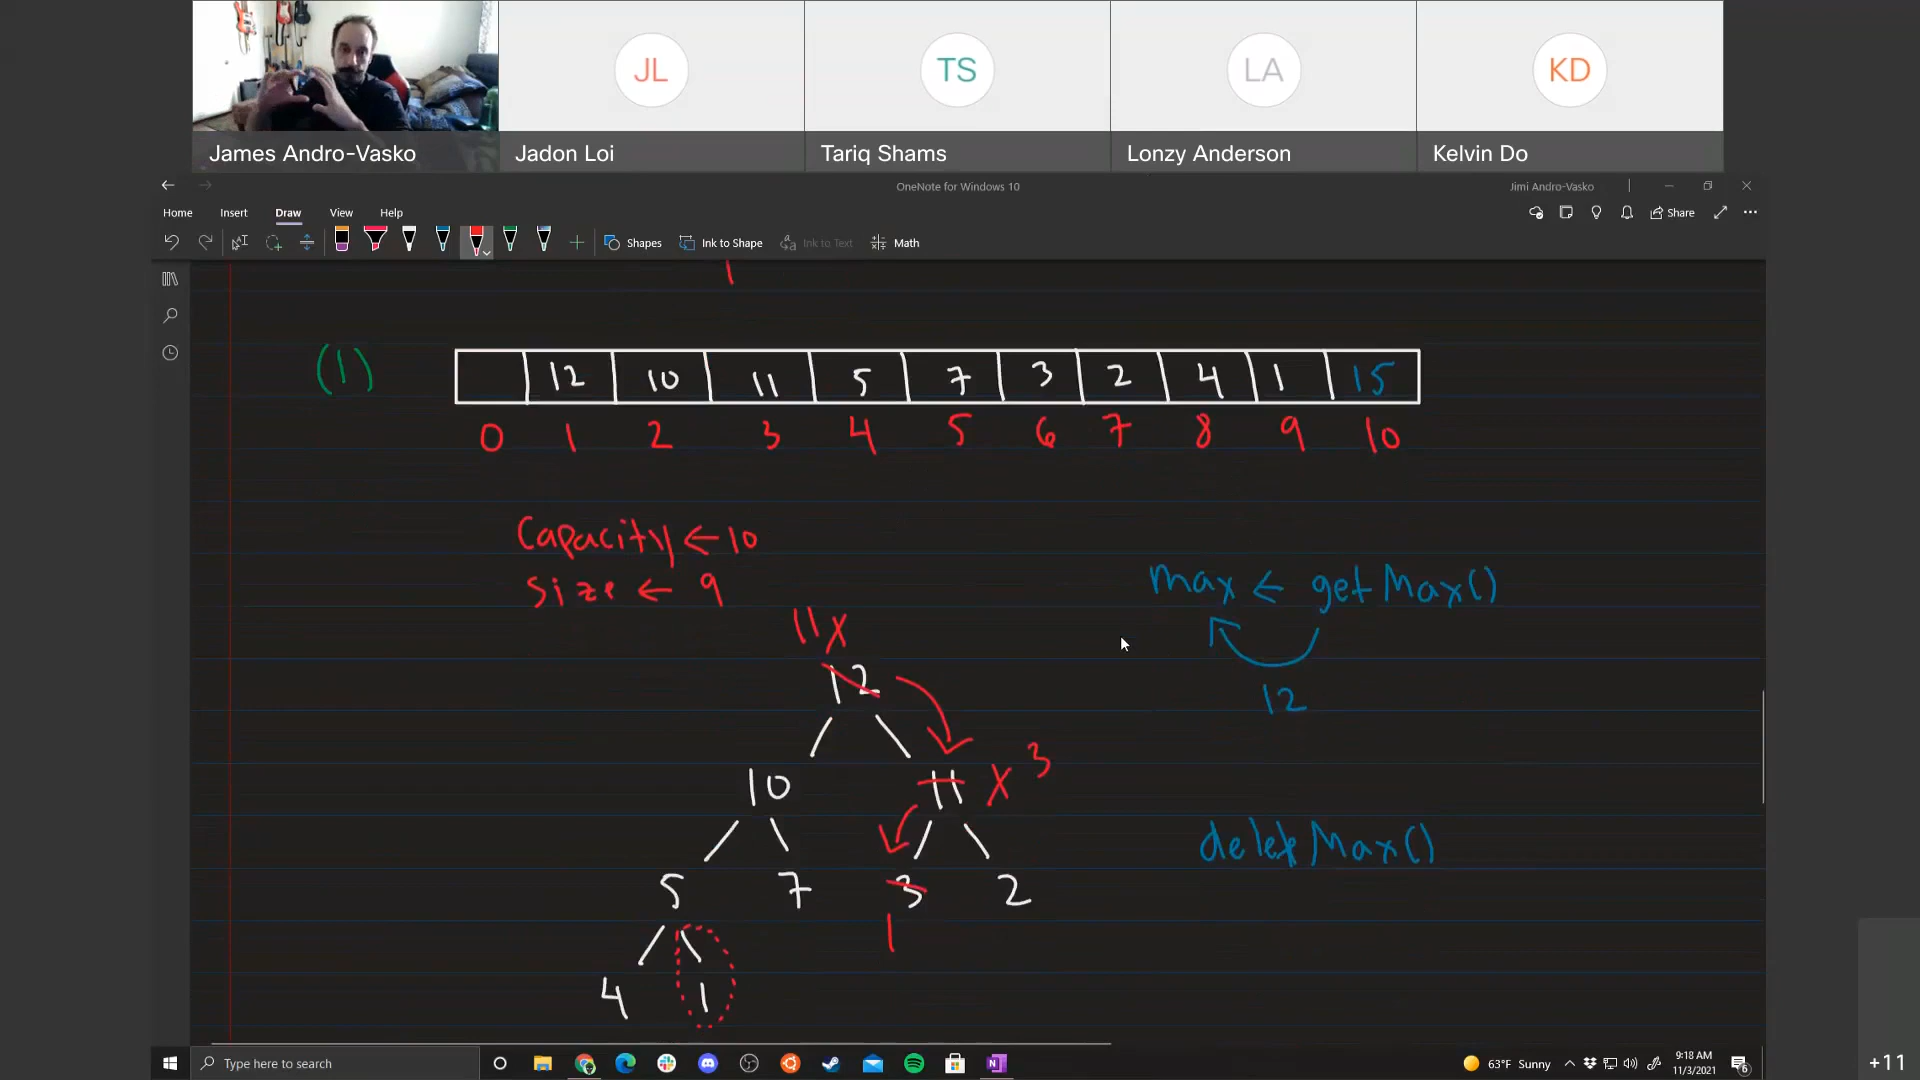 JL
TS
LA
KD
James Andro-Vasko
Jadon Loi
Tariq Shams
Lonzy Anderson
Kelvin Do
OneNote for Windows 10
Jimi Andro-Vasko
Home Insert Draw View Help
Share
Shapes Ink to Shape Ink to Text Math
1
(1)
12 10 11 5 7 3 2 4 1 15
0 1 2 3 4 5 6 7 8 9 10
Capacity ← 10
Size ← 9
max ← getMax()
12
11 X
12
10 11 X 3
deleteMax()
5 7 3 2
1
4 1
Type here to search
63°F Sunny
9:18 AM
11/3/2021
6
+11